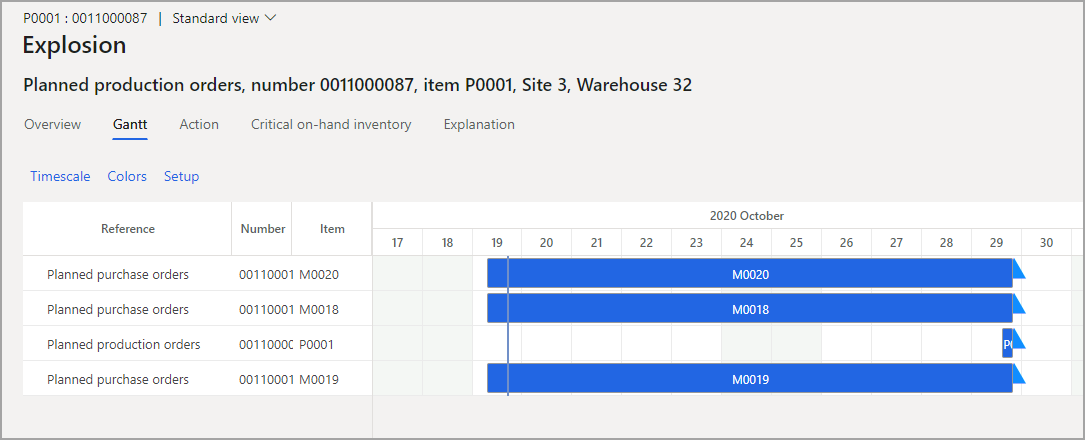 P0001 : 0011000087 | Standard view
Explosion
Planned production orders, number 0011000087, item P0001, Site 3, Warehouse 32
Overview Gantt Action Critical on-hand inventory Explanation
Timescale Colors Setup
Reference Number Item 2020 October
17 18 19 20 21 22 23 24 25 26 27 28 29 30
Planned purchase orders 00110001 M0020 M0020
Planned purchase orders 00110001 M0018 M0018
Planned production orders 0011000 P0001
Planned purchase orders 00110001 M0019 M0019